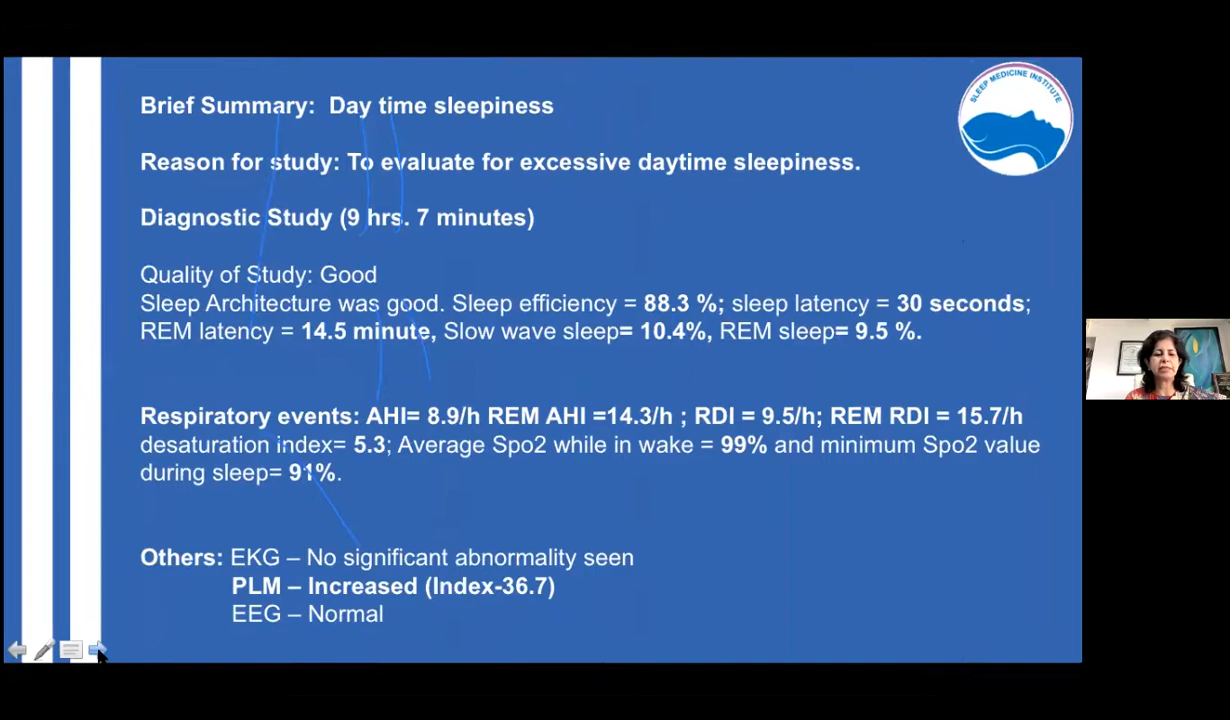 SLEEP MEDICINE INSTITUTE
Brief Summary: Day time sleepiness
Reason for study: To evaluate for excessive daytime sleepiness.
Diagnostic Study (9 hrs. 7 minutes)
Quality of Study: Good
Sleep Architecture was good. Sleep efficiency = 88.3 %; sleep latency = 30 seconds;
REM latency = 14.5 minute, Slow wave sleep= 10.4%, REM sleep= 9.5 %.
Respiratory events: AHI= 8.9/h REM AHI =14.3/h ; RDI = 9.5/h; REM RDI = 15.7/h
desaturation index= 5.3; Average Spo2 while in wake = 99% and minimum Spo2 value
during sleep= 91%.
Others: EKG – No significant abnormality seen
PLM – Increased (Index-36.7)
EEG – Normal